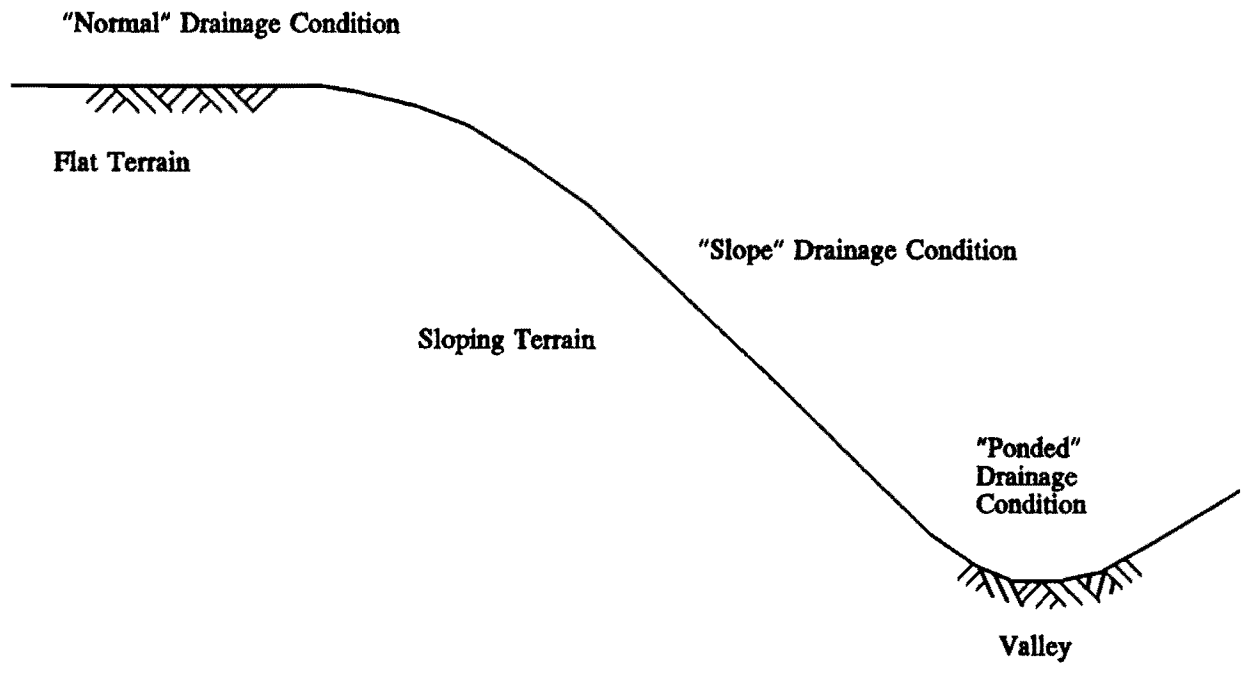 "Normal" Drainage Condition
Flat Terrain
"Slope" Drainage Condition
Sloping Terrain
"Ponded"
Drainage
Condition
Valley